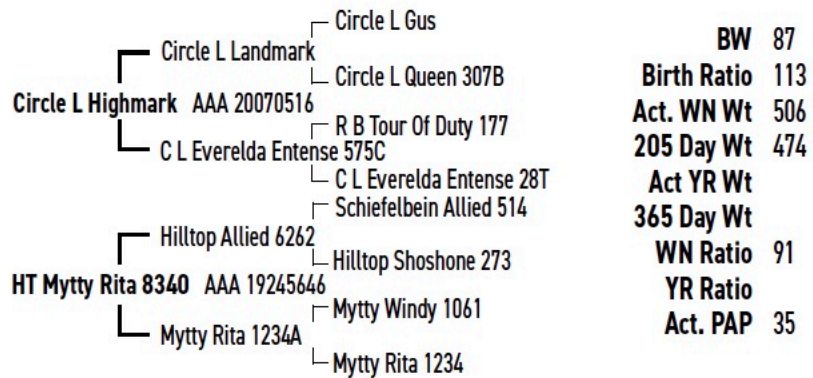 Circle L Gus
Circle L Landmark
Circle L Queen 307B
Circle L Highmark AAA 20070516
R B Tour Of Duty 177
C L Everelda Entense 575C
C L Everelda Entense 28T
Schiefelbein Allied 514
Hilltop Allied 6262
Hilltop Shoshone 273
HT Mytty Rita 8340 AAA 19245646
Mytty Windy 1061
Mytty Rita 1234A
Mytty Rita 1234
BW 87
Birth Ratio 113
Act. WN Wt 506
205 Day Wt 474
Act YR Wt
365 Day Wt
WN Ratio 91
YR Ratio
Act. PAP 35